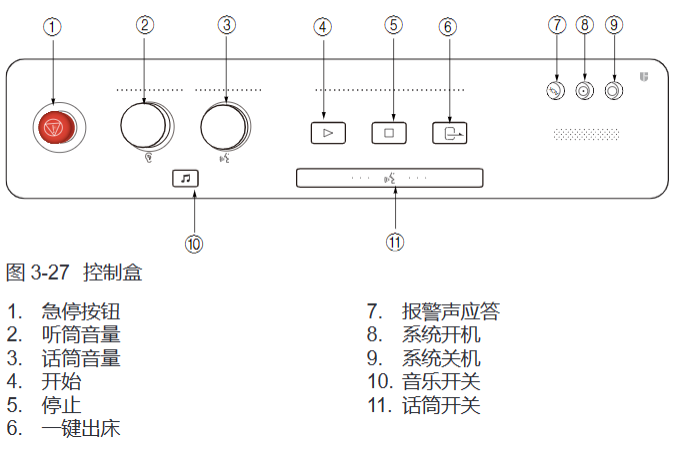 ① ② ③ ④ ⑤ ⑥ ⑦ ⑧ ⑨
⑩ ⑪
图 3-27 控制盒
1. 急停按钮
2. 听筒音量
3. 话筒音量
4. 开始
5. 停止
6. 一键出床
7. 报警声应答
8. 系统开机
9. 系统关机
10. 音乐开关
11. 话筒开关